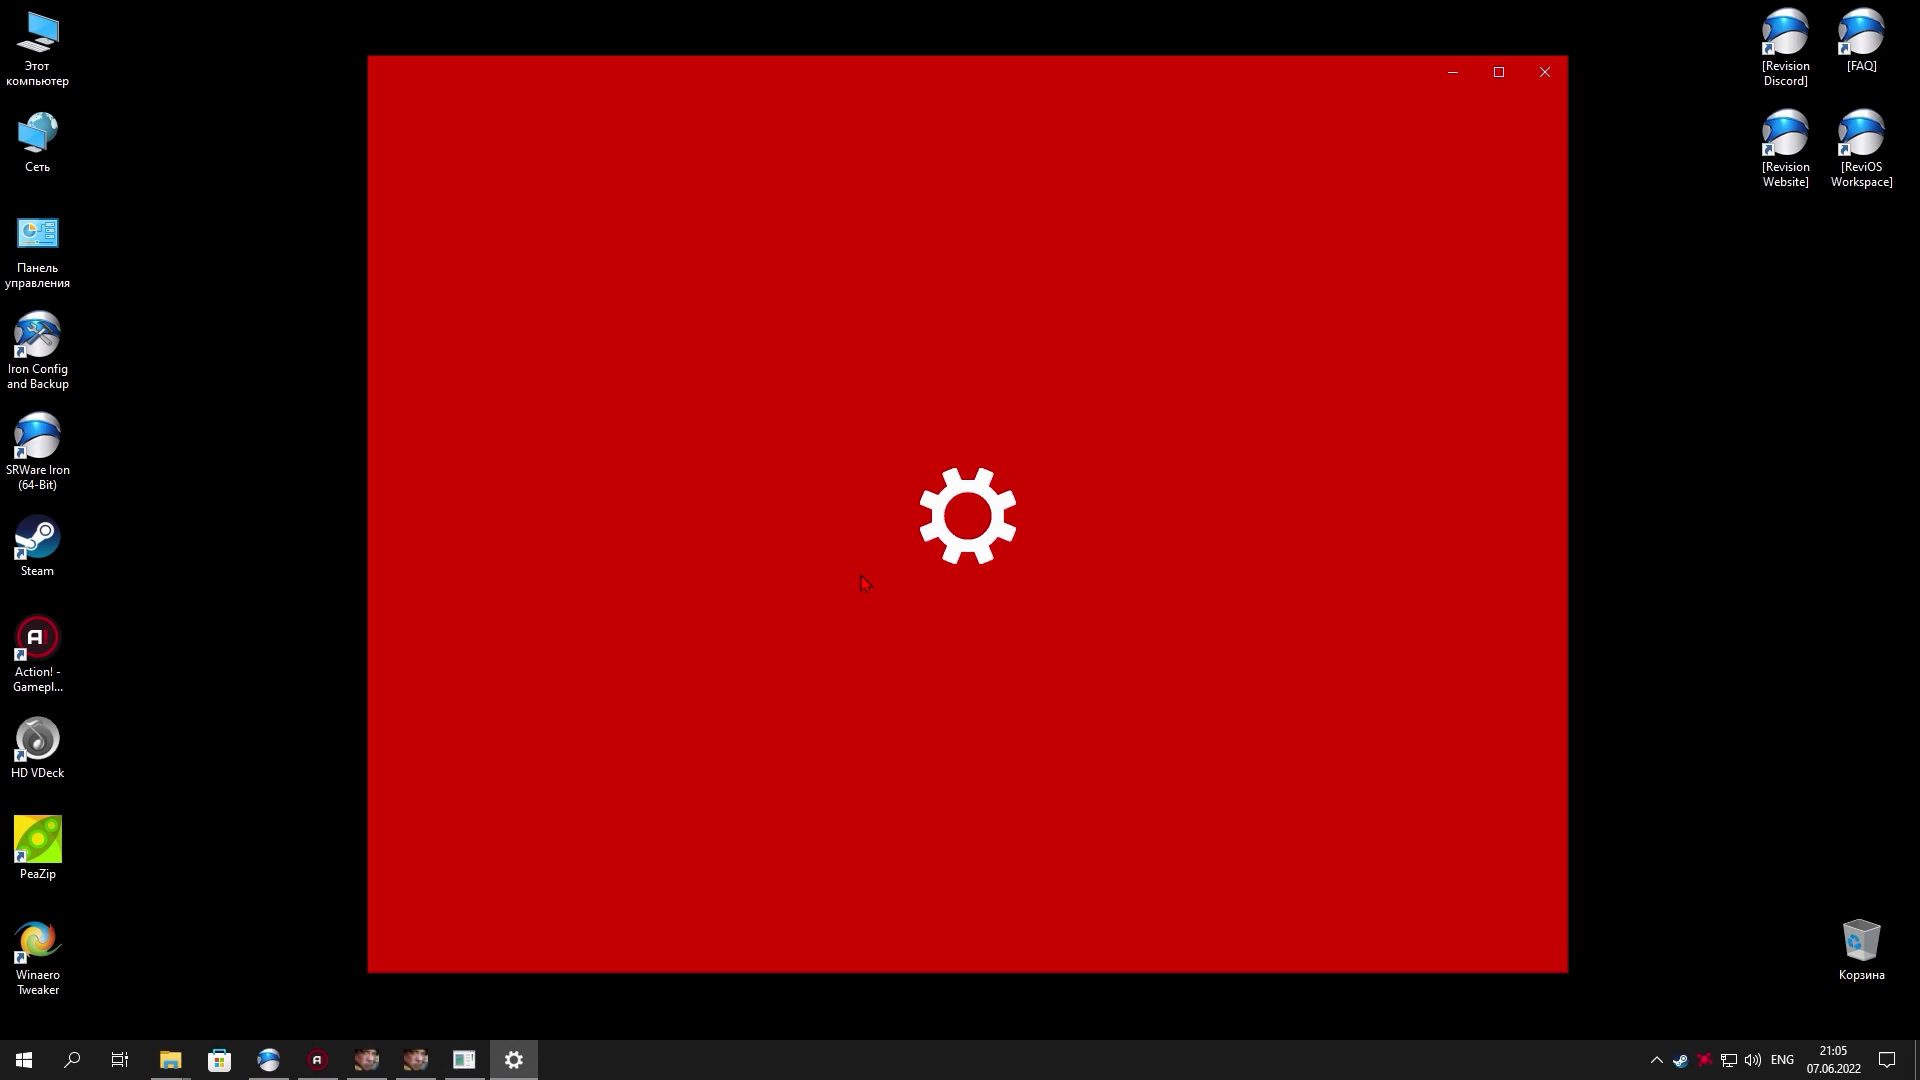 Этот
компьютер
Сеть
Панель
управления
Iron Config
and Backup
SRWare Iron
(64-Bit)
Steam
Action! -
Gamepl...
HD VDeck
PeaZip
Winaero
Tweaker
[Revision
Discord]
[FAQ]
[Revision
Website]
[ReviOS
Workspace]
Корзина
ENG
21:05
07.06.2022